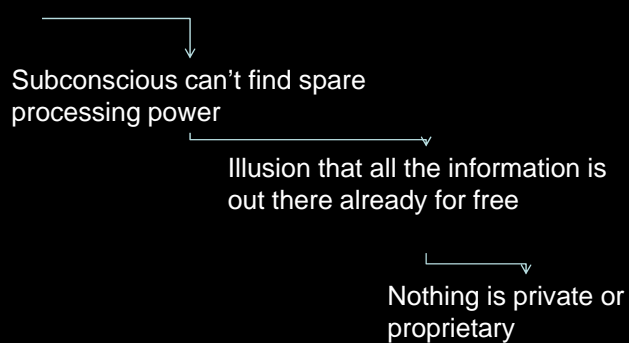 Subconscious can't find spare
processing power
Illusion that all the information is
out there already for free
Nothing is private or
proprietary